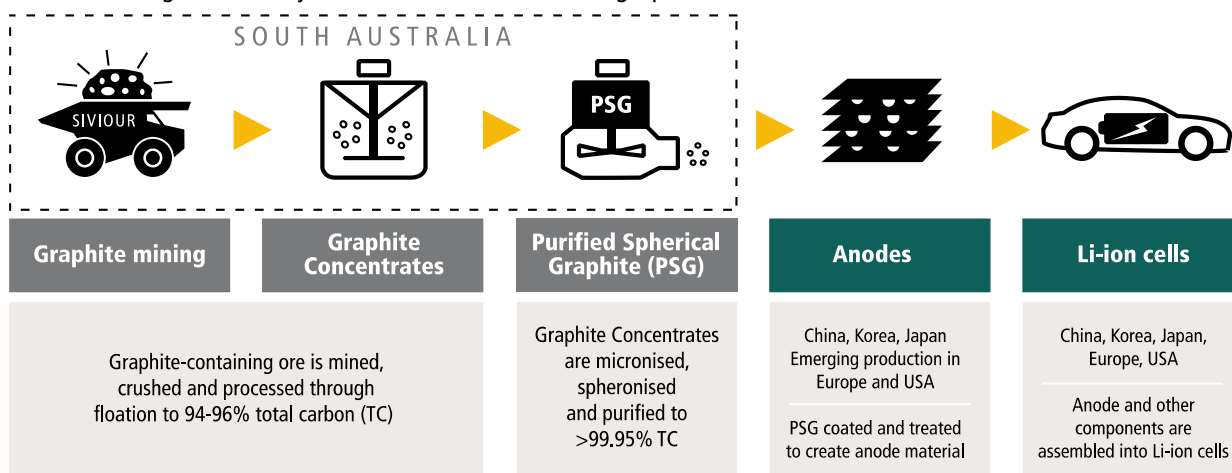 SOUTH AUSTRALIA
SIVIOUR
PSG
Graphite mining
Graphite
Concentrates
Purified Spherical
Graphite (PSG)
Anodes
Li-ion cells
Graphite-containing ore is mined,
crushed and processed through
floation to 94-96% total carbon (TC)
Graphite Concentrates
are micronised,
spheronised
and purified to
>99.95% TC
China, Korea, Japan
Emerging production in
Europe and USA
PSG coated and treated
to create anode material
China, Korea, Japan,
Europe, USA
Anode and other
components are
assembled into Li-ion cells